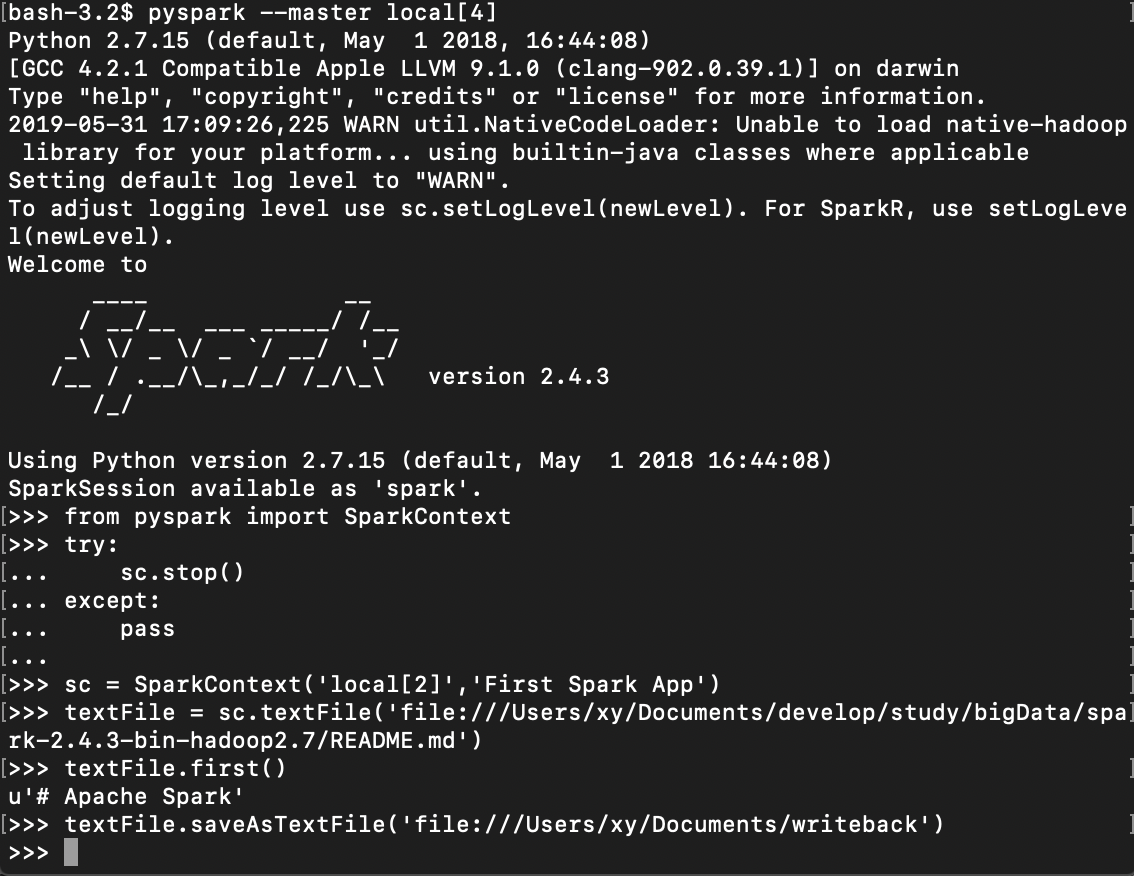 [bash-3.2$ pyspark --master local[4]                                             ]
Python 2.7.15 (default, May  1 2018, 16:44:08)
[GCC 4.2.1 Compatible Apple LLVM 9.1.0 (clang-902.0.39.1)] on darwin
Type "help", "copyright", "credits" or "license" for more information.
2019-05-31 17:09:26,225 WARN util.NativeCodeLoader: Unable to load native-hadoop
 library for your platform... using builtin-java classes where applicable
Setting default log level to "WARN".
To adjust logging level use sc.setLogLevel(newLevel). For SparkR, use setLogLeve
l(newLevel).
Welcome to
      ____              __
     / __/__  ___ _____/ /__
    _\ \/ _ \/ _ `/ __/  '_/
   /__ / .__/\_,_/_/ /_/\_\   version 2.4.3
      /_/

Using Python version 2.7.15 (default, May  1 2018 16:44:08)
SparkSession available as 'spark'.
[>>> from pyspark import SparkContext                                            ]
[>>> try:                                                                        ]
[...     sc.stop()                                                               ]
[... except:                                                                     ]
[...     pass                                                                    ]
[...                                                                             ]
[>>> sc = SparkContext('local[2]','First Spark App')                             ]
[>>> textFile = sc.textFile('file:///Users/xy/Documents/develop/study/bigData/spa]
rk-2.4.3-bin-hadoop2.7/README.md')
[>>> textFile.first()                                                            ]
u'# Apache Spark'
[>>> textFile.saveAsTextFile('file:///Users/xy/Documents/writeback')             ]
>>>